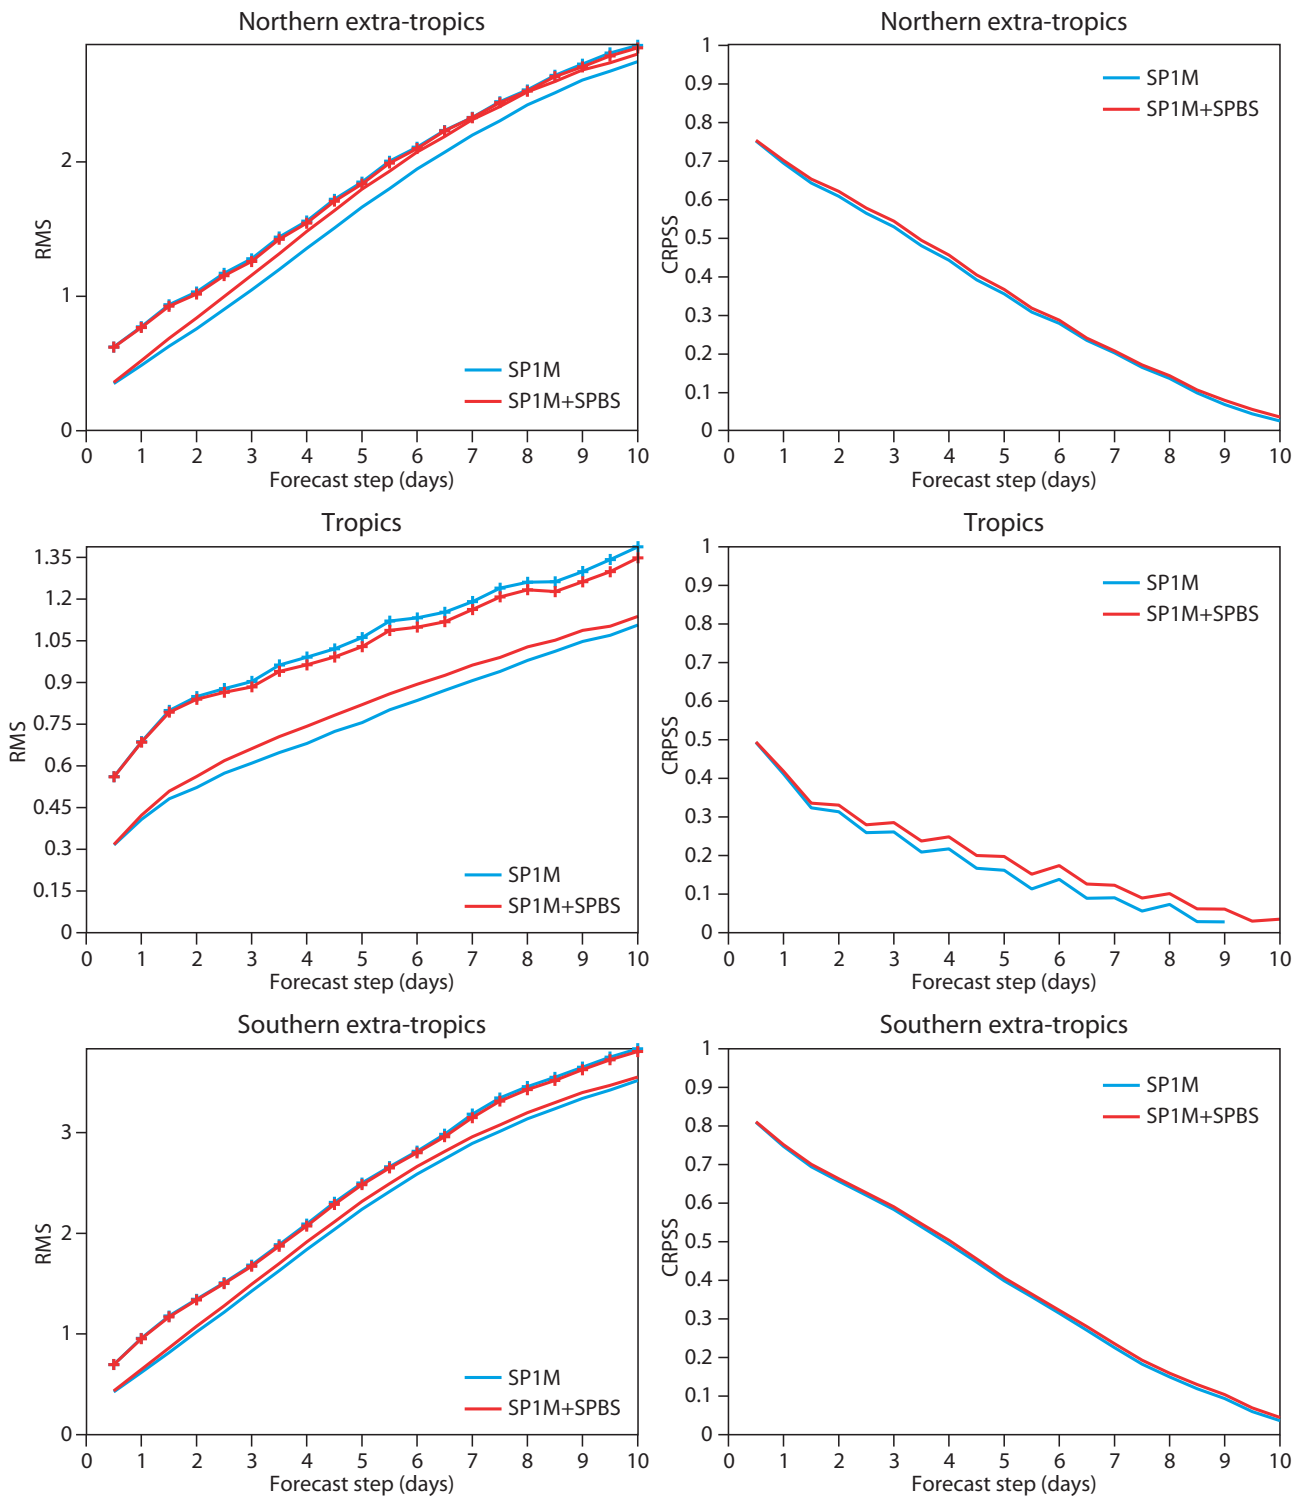 Northern extra-tropics
RMS
2
1
0
0 1 2 3 4 5 6 7 8 9 10
Forecast step (days)
SP1M
SP1M+SPBS
Northern extra-tropics
CRPSS
1
0.9
0.8
0.7
0.6
0.5
0.4
0.3
0.2
0.1
0
0 1 2 3 4 5 6 7 8 9 10
Forecast step (days)
SP1M
SP1M+SPBS
Tropics
RMS
1.35
1.2
1.05
0.9
0.75
0.6
0.45
0.3
0.15
0
0 1 2 3 4 5 6 7 8 9 10
Forecast step (days)
SP1M
SP1M+SPBS
Tropics
CRPSS
1
0.9
0.8
0.7
0.6
0.5
0.4
0.3
0.2
0.1
0
0 1 2 3 4 5 6 7 8 9 10
Forecast step (days)
SP1M
SP1M+SPBS
Southern extra-tropics
RMS
3
2
1
0
0 1 2 3 4 5 6 7 8 9 10
Forecast step (days)
SP1M
SP1M+SPBS
Southern extra-tropics
CRPSS
1
0.9
0.8
0.7
0.6
0.5
0.4
0.3
0.2
0.1
0
0 1 2 3 4 5 6 7 8 9 10
Forecast step (days)
SP1M
SP1M+SPBS